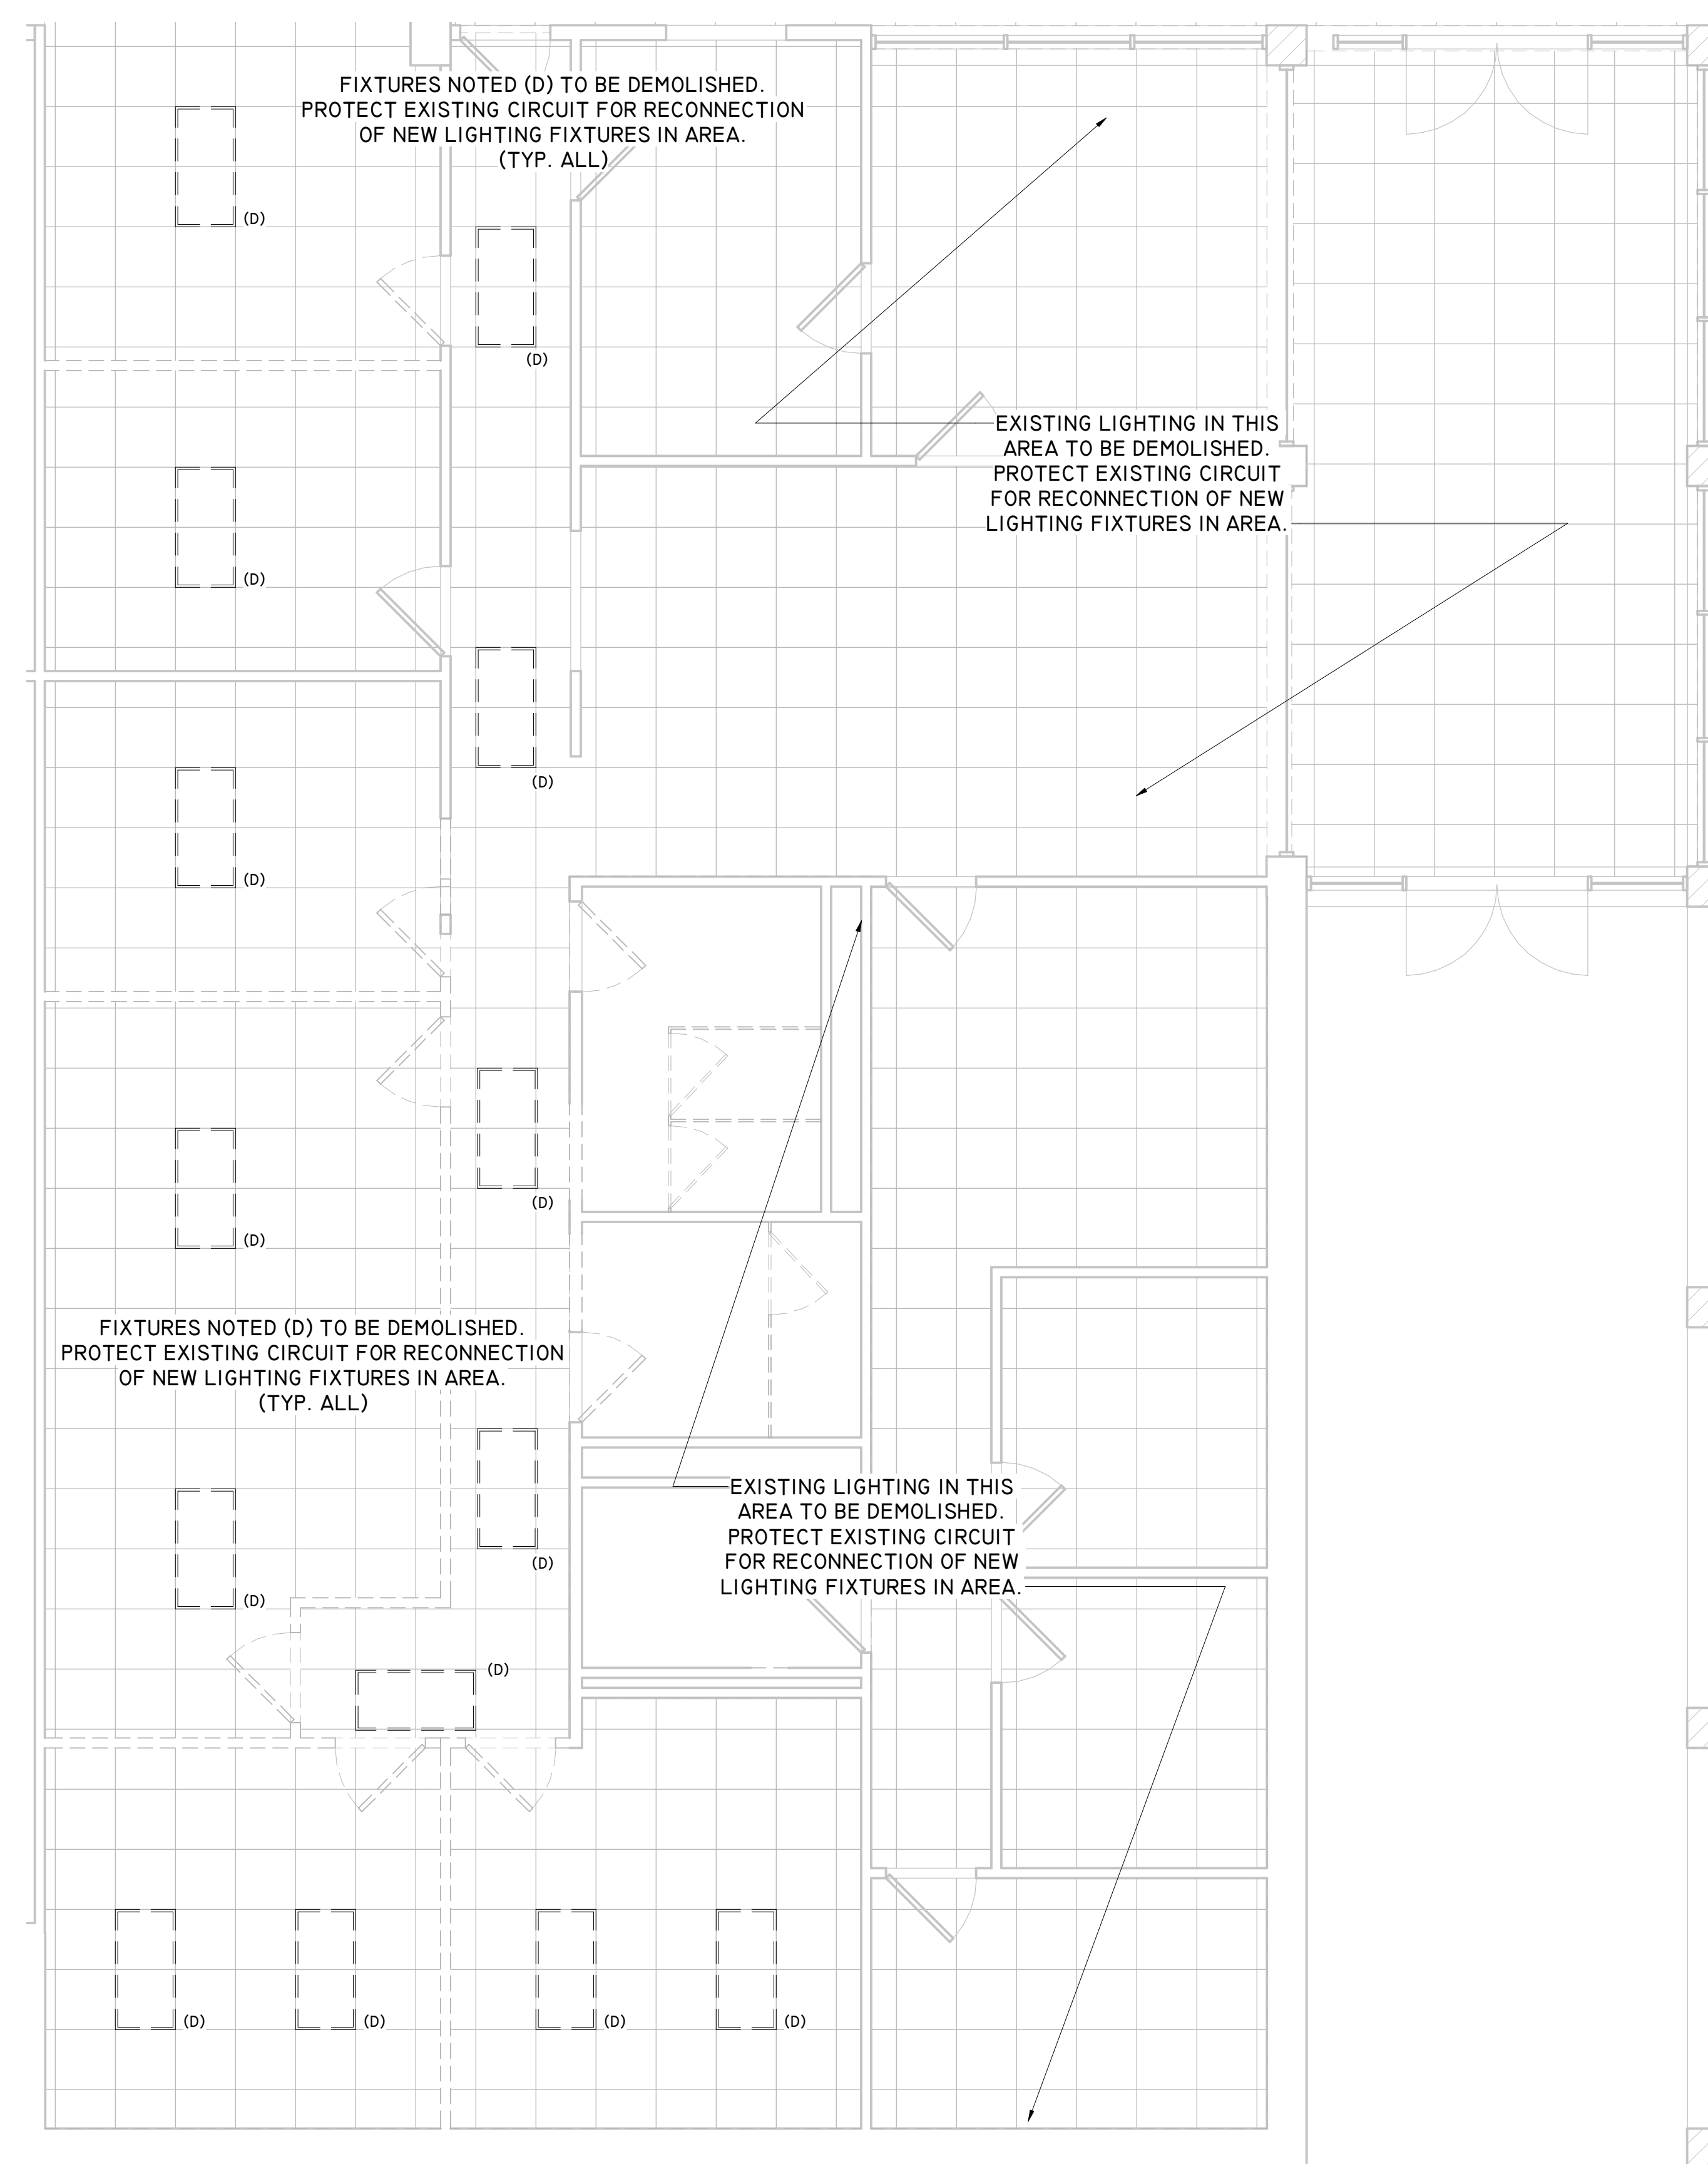 FIXTURES NOTED (D) TO BE DEMOLISHED.
PROTECT EXISTING CIRCUIT FOR RECONNECTION
OF NEW LIGHTING FIXTURES IN AREA.
(TYP. ALL)
(D)
(D)
EXISTING LIGHTING IN THIS
AREA TO BE DEMOLISHED.
PROTECT EXISTING CIRCUIT
FOR RECONNECTION OF NEW
LIGHTING FIXTURES IN AREA.
(D)
(D)
(D)
(D)
(D)
FIXTURES NOTED (D) TO BE DEMOLISHED.
PROTECT EXISTING CIRCUIT FOR RECONNECTION
OF NEW LIGHTING FIXTURES IN AREA.
(TYP. ALL)
EXISTING LIGHTING IN THIS
AREA TO BE DEMOLISHED.
PROTECT EXISTING CIRCUIT
FOR RECONNECTION OF NEW
LIGHTING FIXTURES IN AREA.
(D)
(D)
(D)
(D)
(D)
(D)
(D)